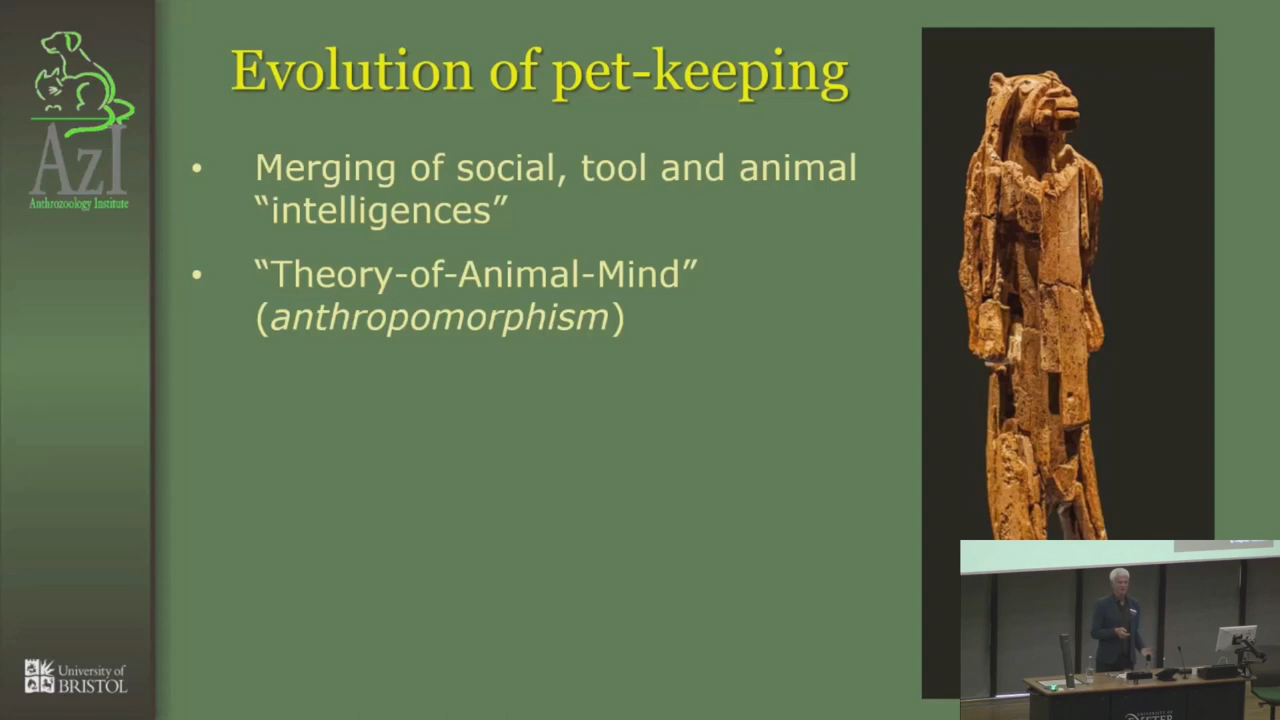 Evolution of pet-keeping
• Merging of social, tool and animal
“intelligences”
• “Theory-of-Animal-Mind”
(anthropomorphism)
AzI
Anthrozoology Institute
University of
BRISTOL